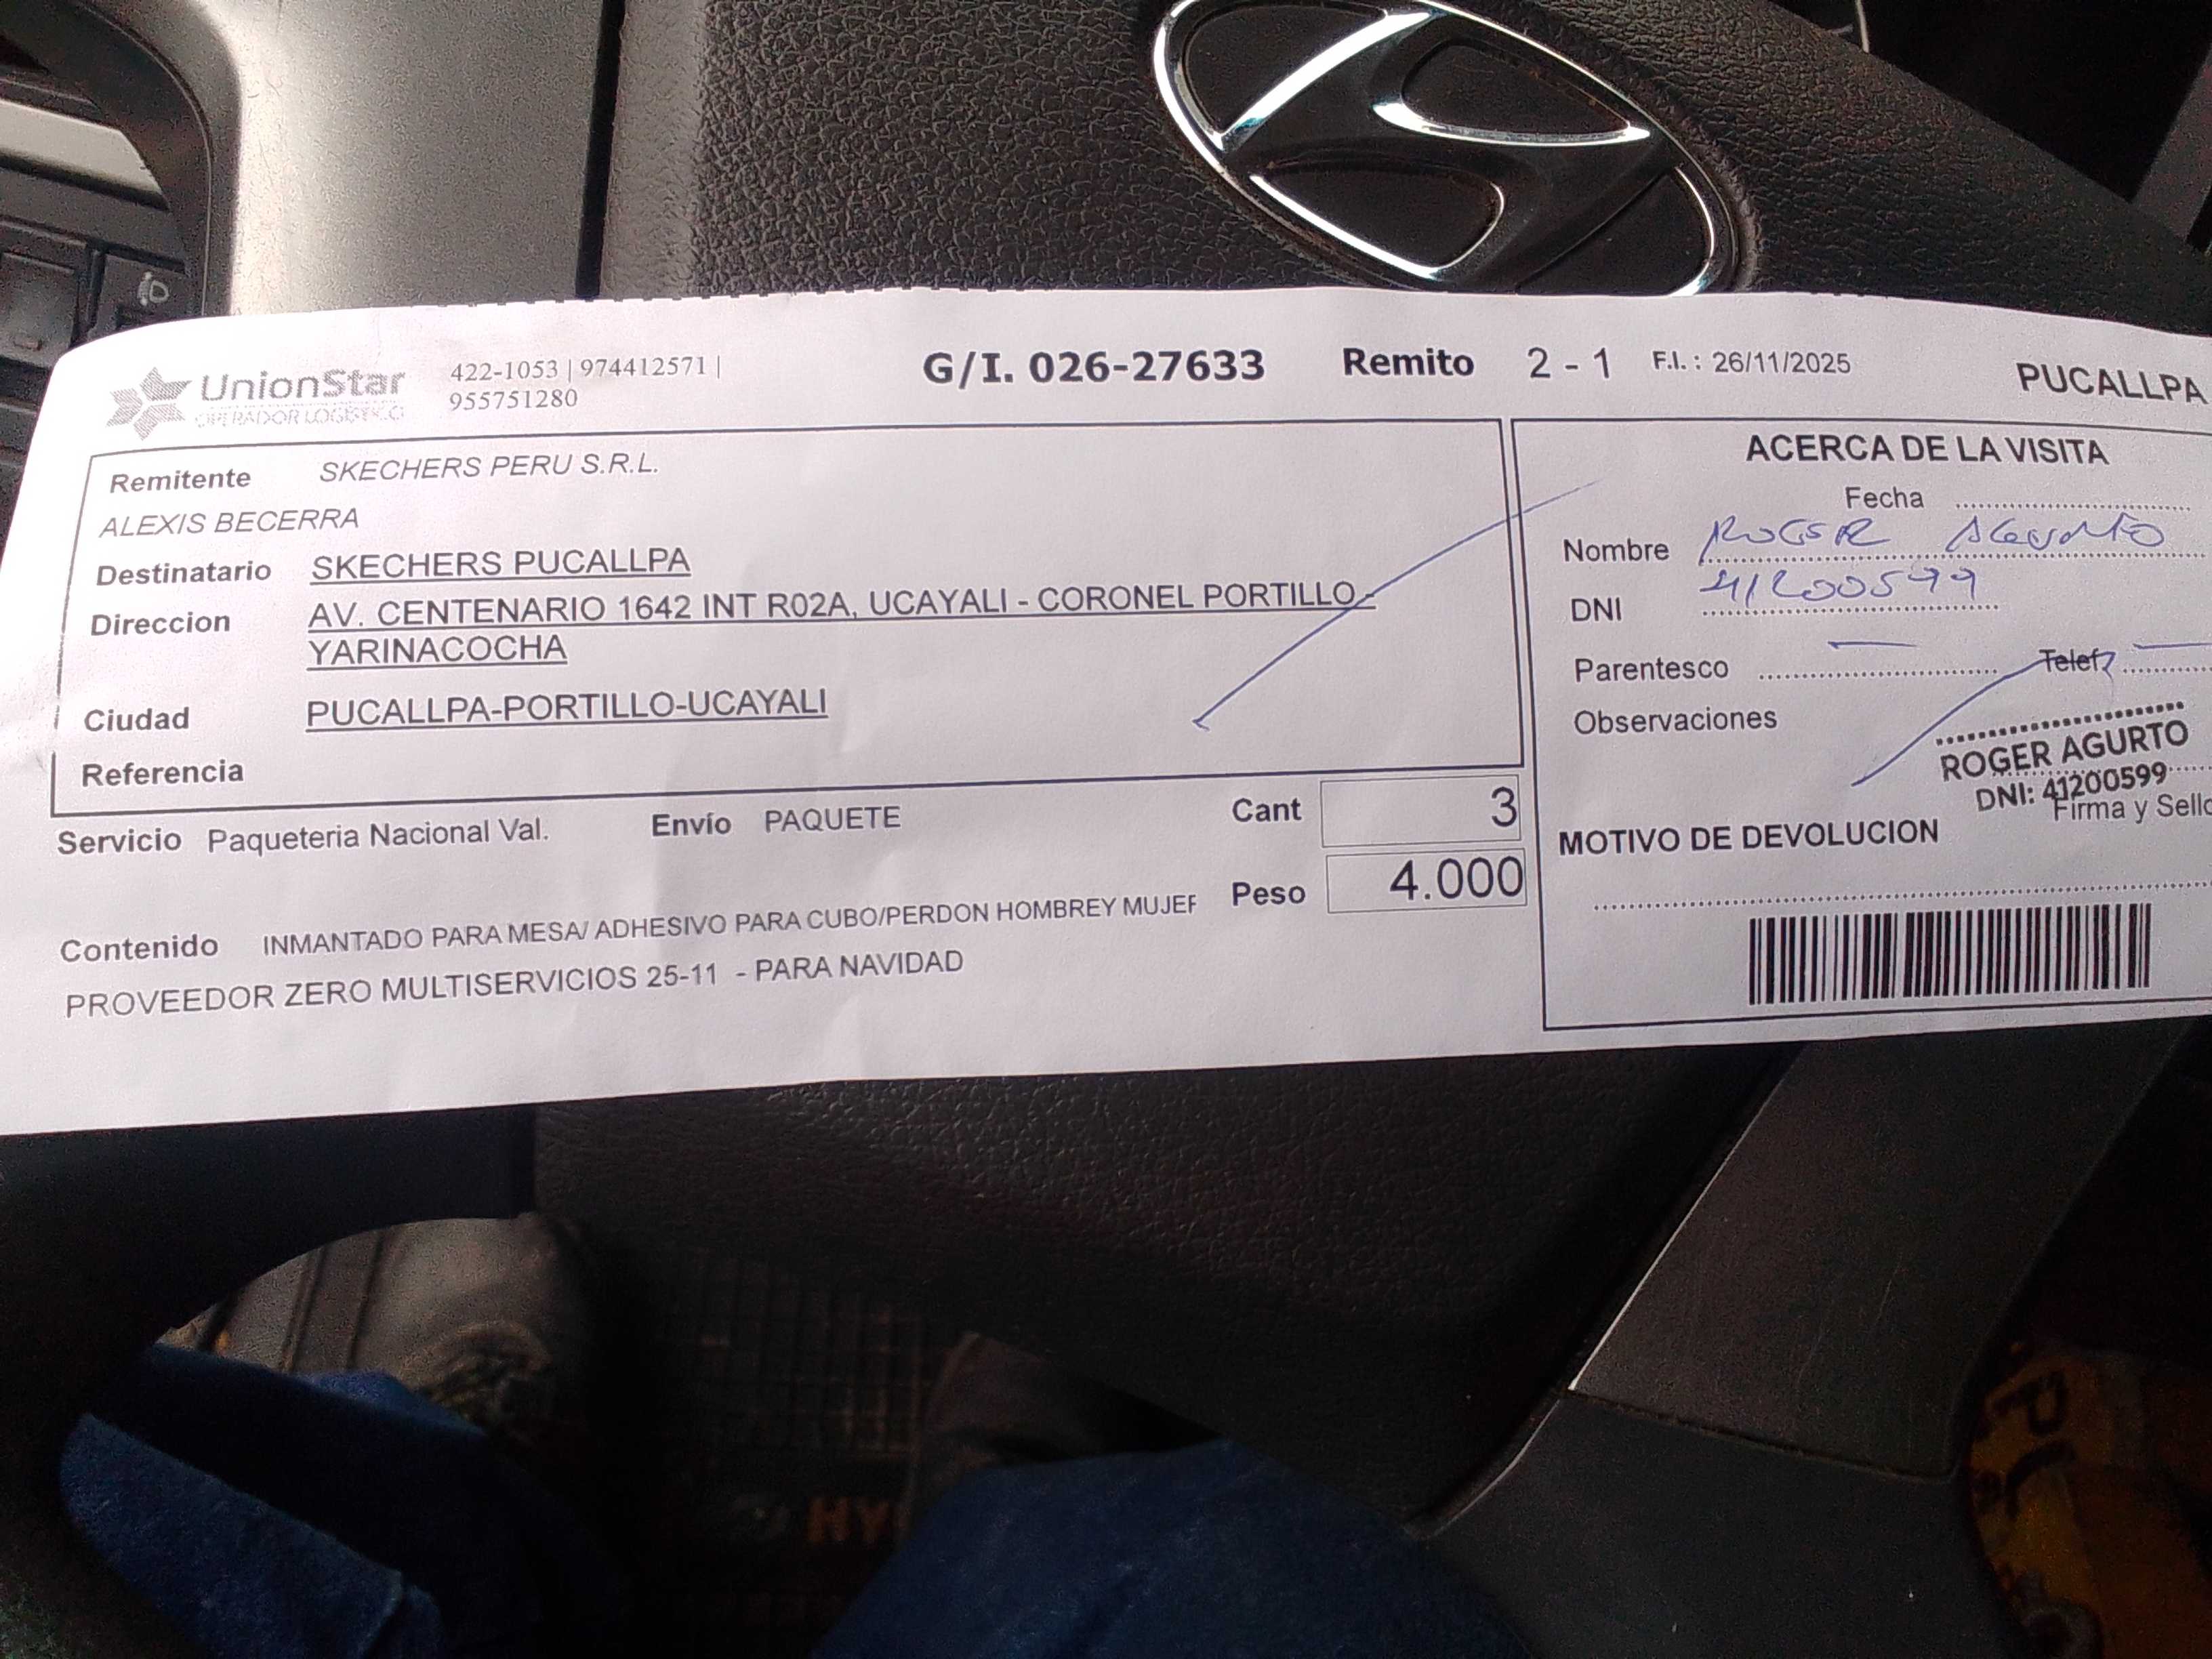 UnionStar
OPERADOR LOGISTICO
422-1053 | 974412571 |
955751280
G/I. 026-27633 Remito 2 - 1 F.I. : 26/11/2025 PUCALLPA
Remitente SKECHERS PERU S.R.L.
ALEXIS BECERRA
Destinatario SKECHERS PUCALLPA
Direccion AV. CENTENARIO 1642 INT R02A, UCAYALI - CORONEL PORTILLO -
YARINACOCHA
Ciudad PUCALLPA-PORTILLO-UCAYALI
Referencia
Servicio Paqueteria Nacional Val. Envío PAQUETE Cant 3
Peso 4.000
Contenido INMANTADO PARA MESA/ ADHESIVO PARA CUBO/PERDON HOMBREY MUJER
PROVEEDOR ZERO MULTISERVICIOS 25-11 - PARA NAVIDAD
ACERCA DE LA VISITA
Fecha
Nombre ROGER AGURTO
DNI 41200599
Parentesco — Telef. —
Observaciones
ROGER AGURTO
DNI: 41200599
Firma y Sello
MOTIVO DE DEVOLUCION
HY